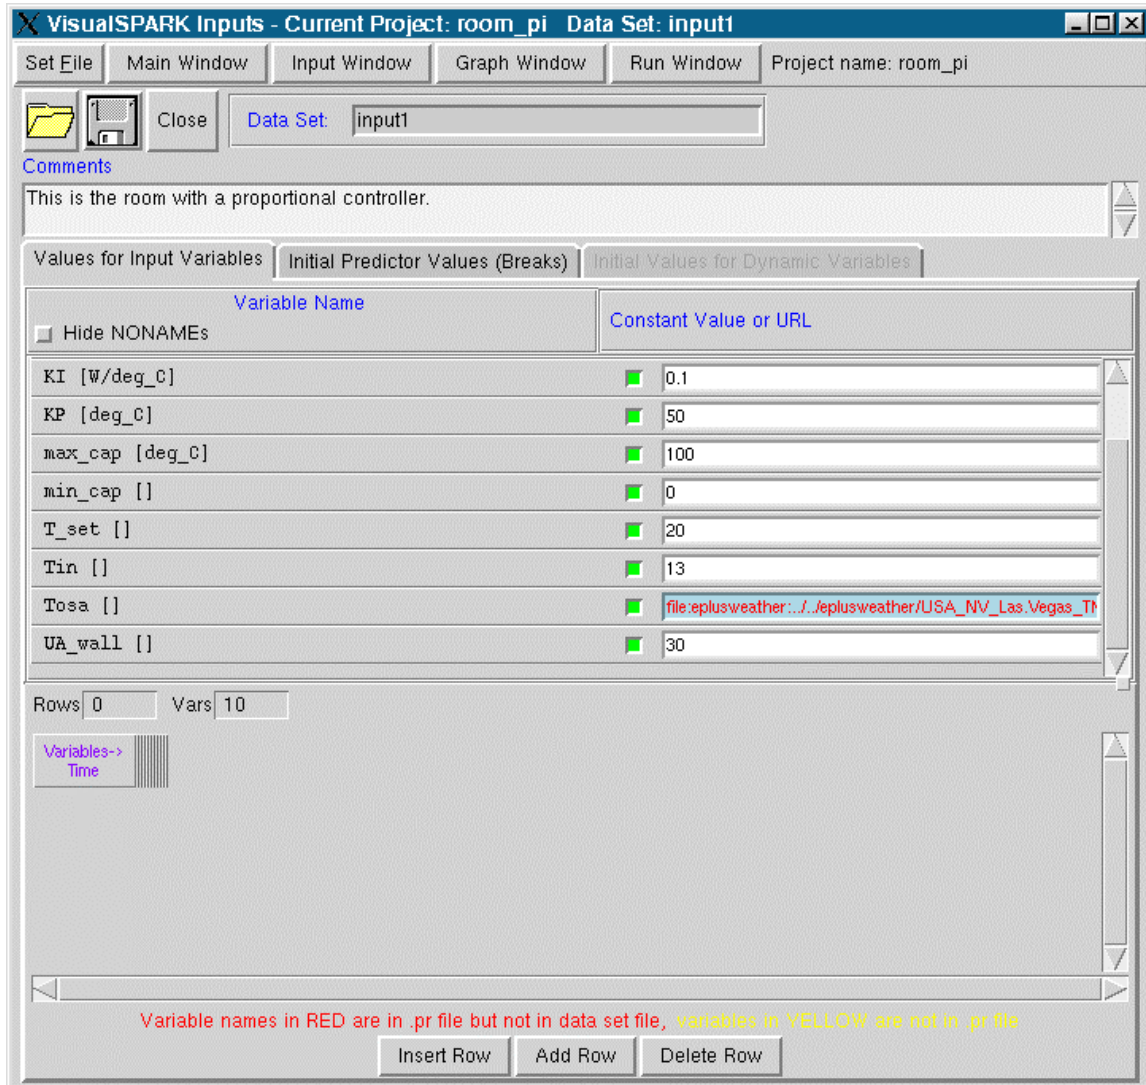 VisualSPARK Inputs - Current Project: room_pi Data Set: input1
Set File Main Window Input Window Graph Window Run Window Project name: room_pi
Close Data Set: input1
Comments
This is the room with a proportional controller.
Values for Input Variables Initial Predictor Values (Breaks) Initial Values for Dynamic Variables
Variable Name
Hide NONAMEs
Constant Value or URL
KI [W/deg_C] 0.1
KP [deg_C] 50
max_cap [deg_C] 100
min_cap [] 0
T_set [] 20
Tin [] 13
Tosa [] file:eplusweather:../../eplusweather/USA_NV_Las.Vegas_TM
UA_wall [] 30
Rows 0 Vars 10
Variables->
Time
Variable names in RED are in .pr file but not in data set file, variables in YELLOW are not in .pr file
Insert Row Add Row Delete Row